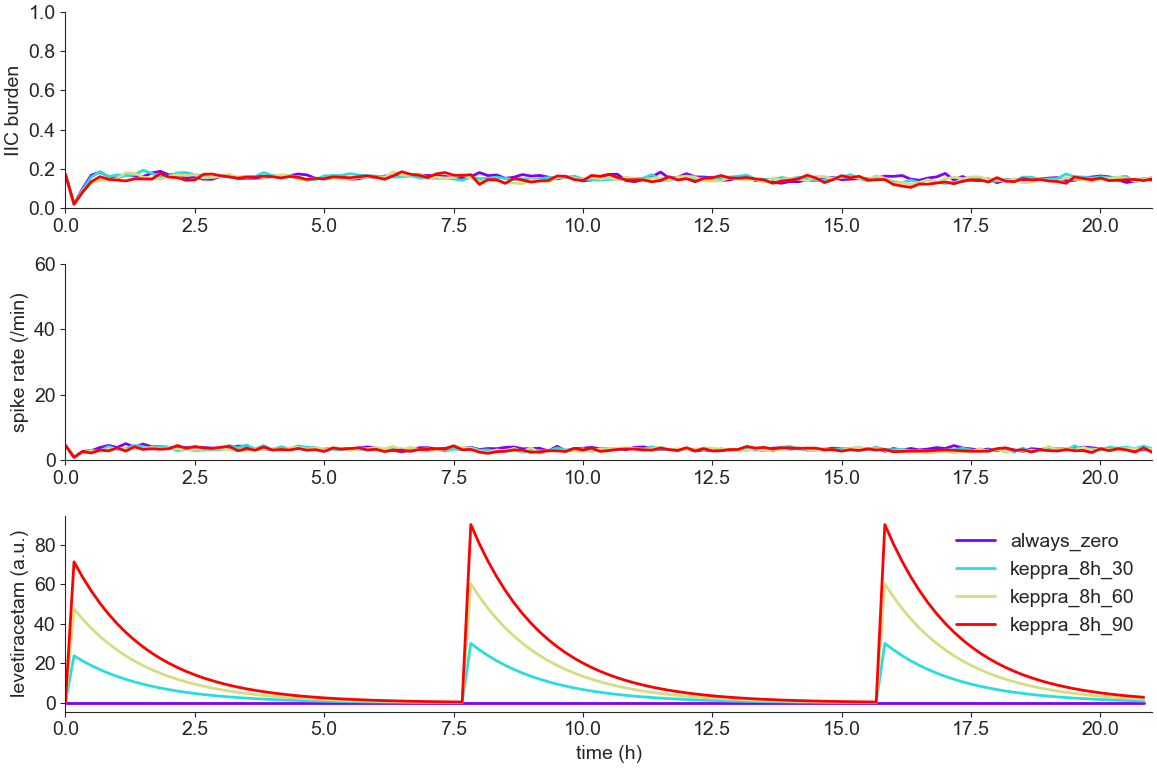 IIC burden
1.0
0.8
0.6
0.4
0.2
0.0
0.0 2.5 5.0 7.5 10.0 12.5 15.0 17.5 20.0
spike rate (/min)
60
40
20
0
0.0 2.5 5.0 7.5 10.0 12.5 15.0 17.5 20.0
levetiracetam (a.u.)
80
60
40
20
0
always_zero
keppra_8h_30
keppra_8h_60
keppra_8h_90
0.0 2.5 5.0 7.5 10.0 12.5 15.0 17.5 20.0
time (h)